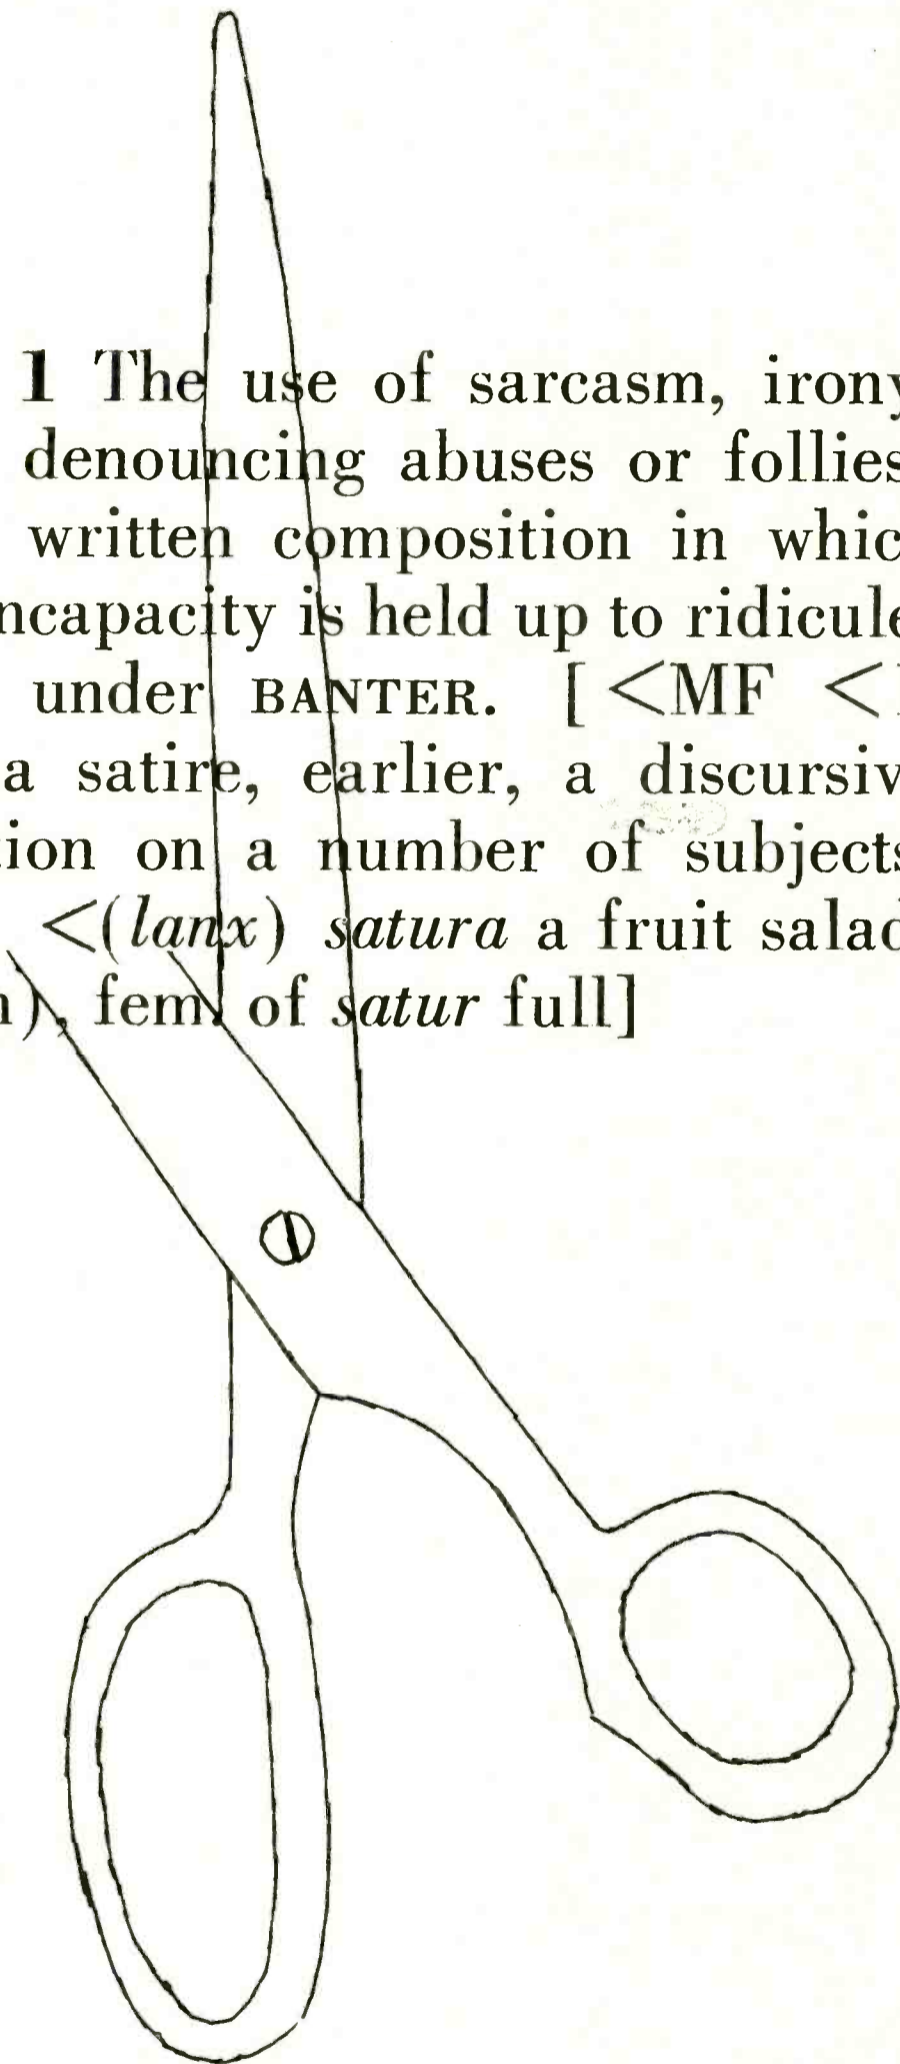 1 The use of sarcasm, irony
denouncing abuses or follies
written composition in whic
ncapacity is held up to ridicule
under BANTER. [ <MF <
a satire, earlier, a discursiv
tion on a number of subjects
<(lanx) satura a fruit salad
), fem. of satur full]